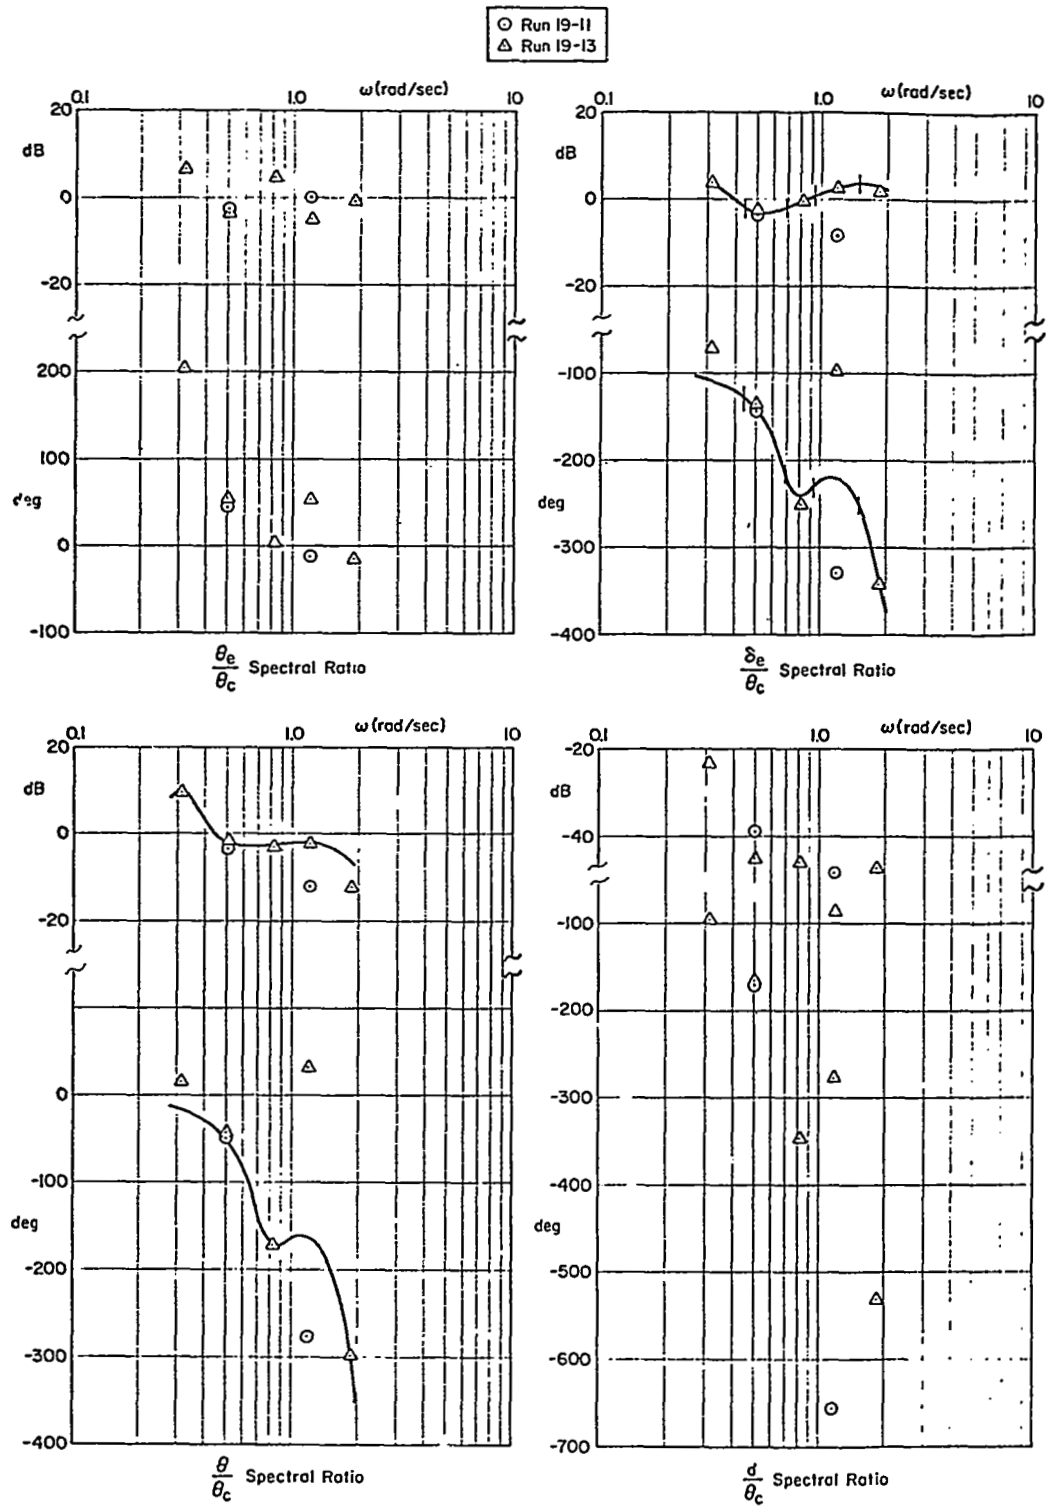 ⊙ Run 19-11
△ Run 19-13
0.1 1.0 ω(rad/sec) 10
20
dB
0
-20
200
100
deg
0
-100
θe/θc Spectral Ratio
0.1 1.0 ω(rad/sec) 10
20
dB
0
-20
-100
-200
deg
-300
-400
δe/θc Spectral Ratio
0.1 1.0 ω(rad/sec) 10
20
dB
0
-20
0
-100
deg
-200
-300
-400
θ/θc Spectral Ratio
0.1 1.0 ω(rad/sec) 10
-20
dB
-40
-100
-200
-300
-400
deg
-500
-600
-700
d/θc Spectral Ratio